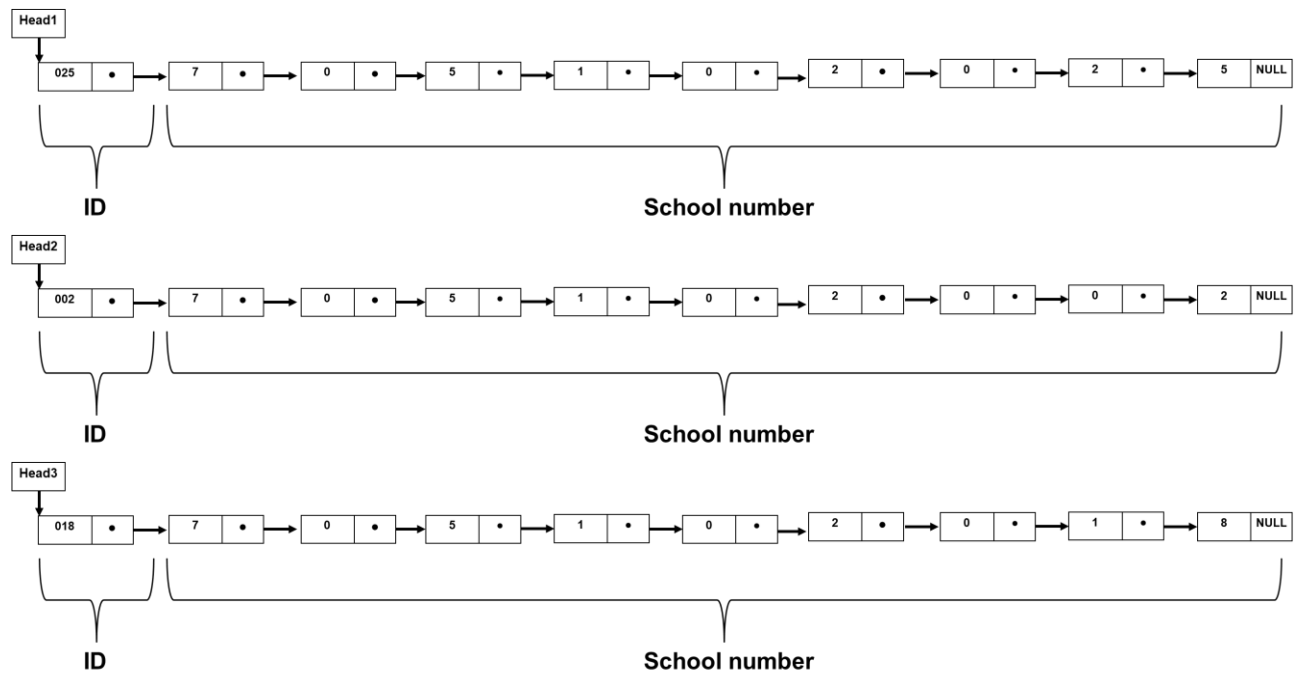 Head1
025 • 7 • 0 • 5 • 1 • 0 • 2 • 0 • 2 • 5 NULL
ID School number
Head2
002 • 7 • 0 • 5 • 1 • 0 • 2 • 0 • 0 • 2 NULL
ID School number
Head3
018 • 7 • 0 • 5 • 1 • 0 • 2 • 0 • 1 • 8 NULL
ID School number